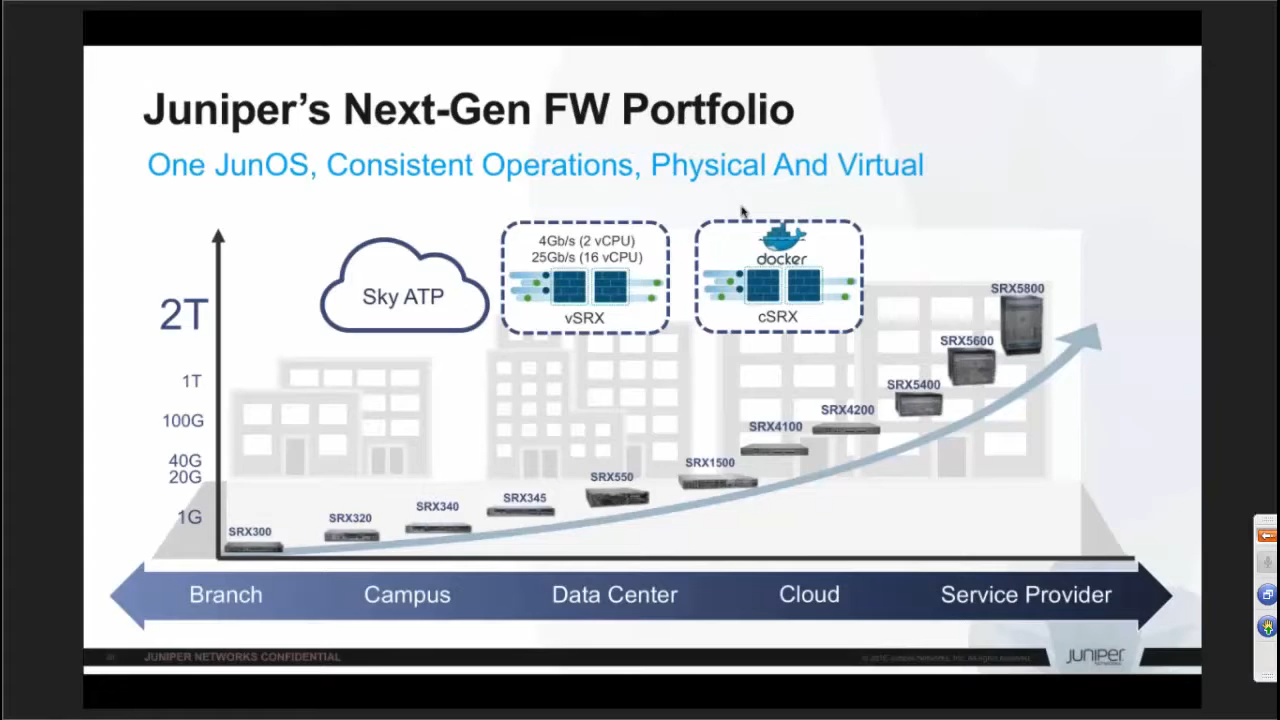 Juniper's Next-Gen FW Portfolio
One JunOS, Consistent Operations, Physical And Virtual
2T
1T
100G
40G
20G
1G
Sky ATP
4Gb/s (2 vCPU)
25Gb/s (16 vCPU)
vSRX
docker
cSRX
SRX300
SRX320
SRX340
SRX345
SRX550
SRX1500
SRX4100
SRX4200
SRX5400
SRX5600
SRX5800
Branch Campus Data Center Cloud Service Provider
JUNIPER NETWORKS CONFIDENTIAL
JUNIPER
NETWORKS